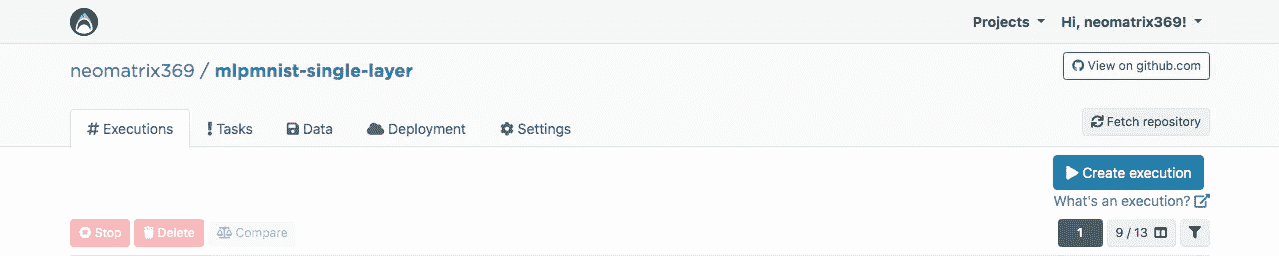 Projects Hi, neomatrix369!
neomatrix369 / mlpmnist-single-layer
View on github.com
# Executions Tasks Data Deployment Settings
Fetch repository
Create execution
What's an execution?
Stop Delete Compare 1 9 / 13